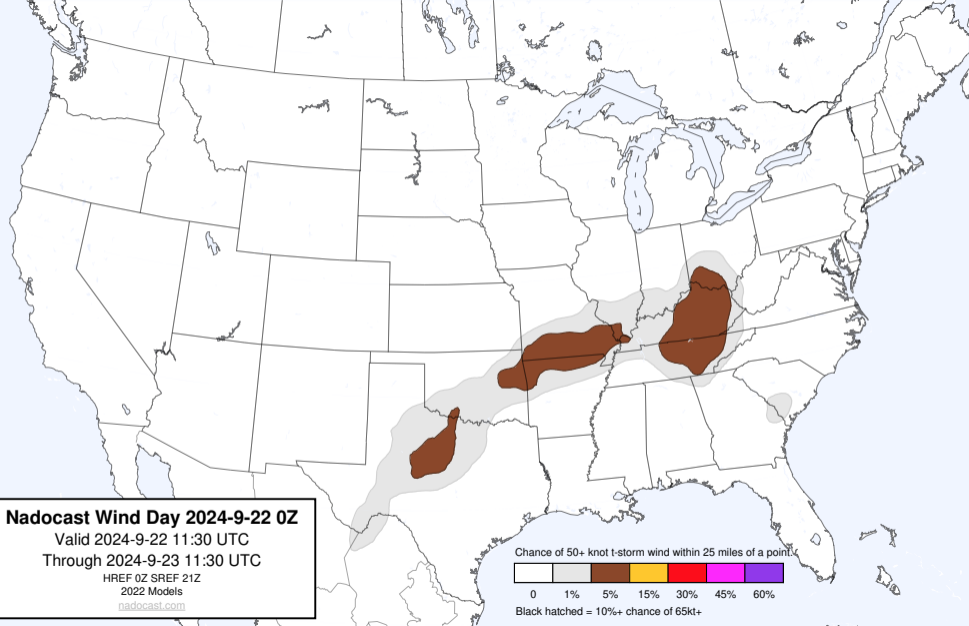 Nadocast Wind Day 2024-9-22 0Z
Valid 2024-9-22 11:30 UTC
Through 2024-9-23 11:30 UTC
HREF 0Z SREF 21Z
2022 Models
nadocast.com
Chance of 50+ knot t-storm wind within 25 miles of a point.
0 1% 5% 15% 30% 45% 60%
Black hatched = 10%+ chance of 65kt+